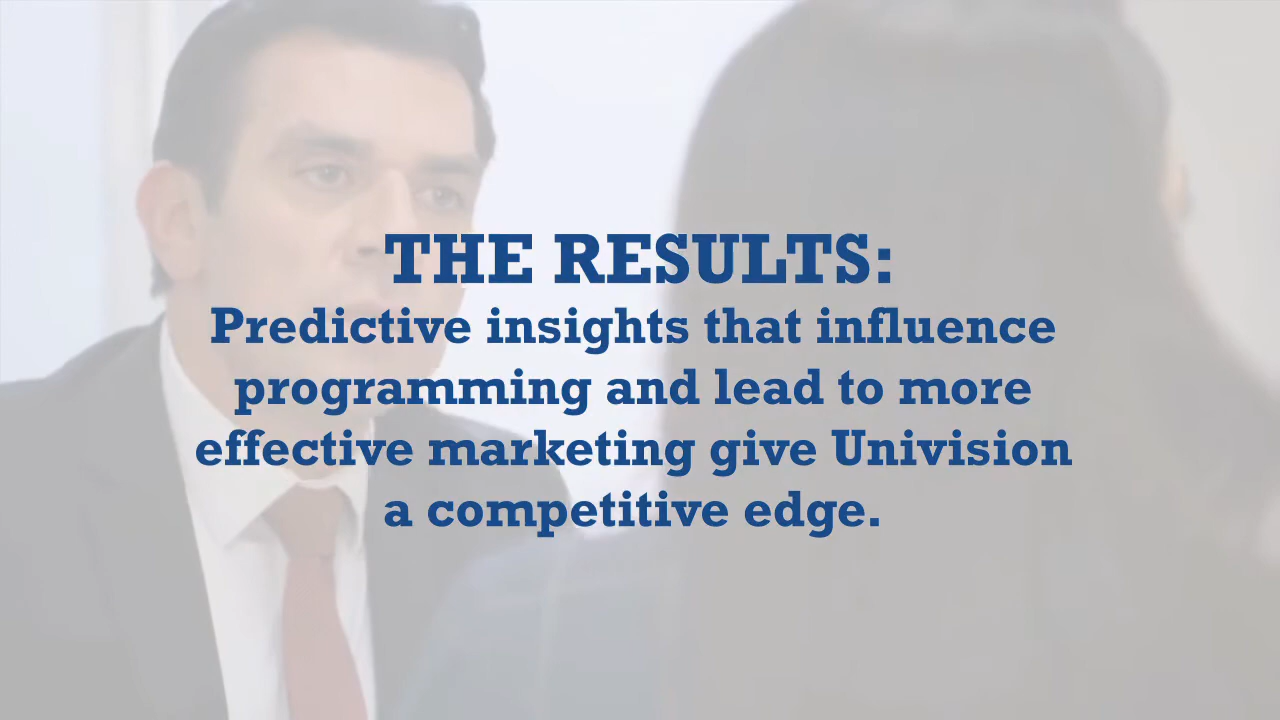 THE RESULTS:
Predictive insights that influence
programming and lead to more
effective marketing give Univision
a competitive edge.